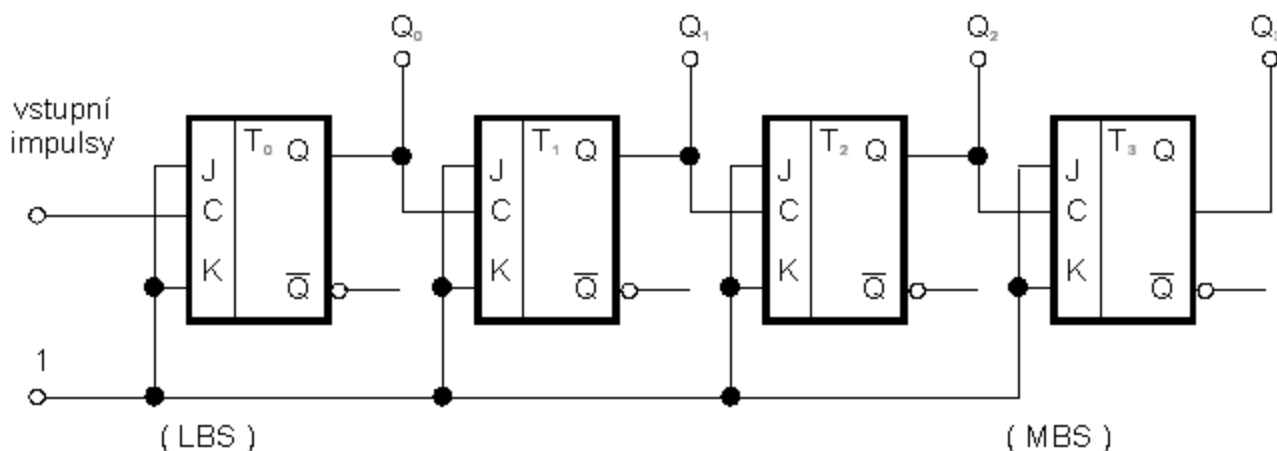 Q₀ Q₁ Q₂ Q₃
vstupní
impulsy
T₀ Q T₁ Q T₂ Q T₃ Q
J J J J
C C C C
K K K K
Q̅ Q̅ Q̅ Q̅
1
( LBS ) ( MBS )